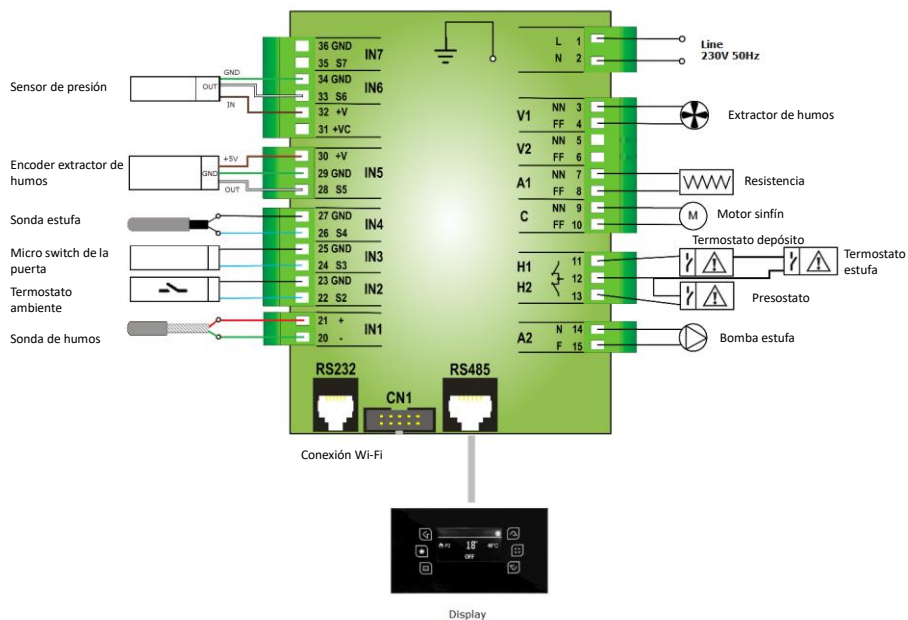 Sensor de presión
GND
OUT
IN
36 GND
35 S7
IN7
34 GND
33 S6
IN6
32 +V
31 +VC
Encoder extractor de
humos
+5V
GND
OUT
30 +V
29 GND
28 S5
IN5
Sonda estufa
27 GND
26 S4
IN4
Micro switch de la
puerta
25 GND
24 S3
IN3
Termostato
ambiente
23 GND
22 S2
IN2
Sonda de humos
21 +
20 -
IN1
L 1
N 2
Line
230V 50Hz
V1
NN 3
FF 4
Extractor de humos
V2
NN 5
FF 6
A1
NN 7
FF 8
Resistencia
C
NN 9
FF 10
M
Motor sinfín
Termostato depósito
H1
H2
11
12
13
Termostato
estufa
Presostato
A2
N 14
F 15
Bomba estufa
RS232
CN1
RS485
Conexión Wi-Fi
P2
18°
40°C
OFF
Display